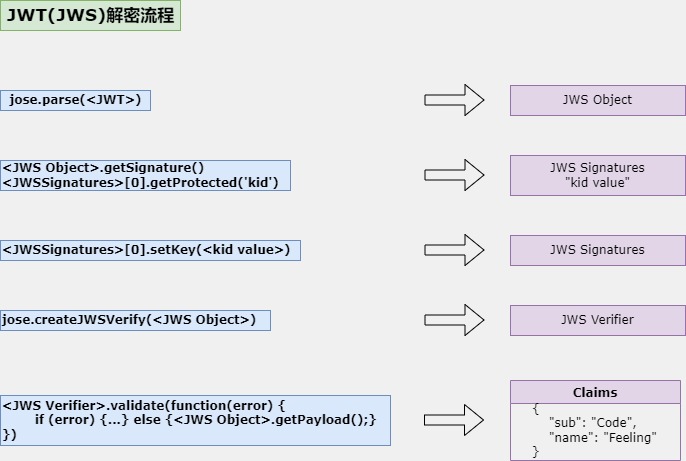 JWT(JWS)解密流程
jose.parse(<JWT>)
JWS Object
<JWS Object>.getSignature()
<JWSSignatures>[0].getProtected('kid')
JWS Signatures
"kid value"
<JWSSignatures>[0].setKey(<kid value>)
JWS Signatures
jose.createJWSVerify(<JWS Object>)
JWS Verifier
<JWS Verifier>.validate(function(error) {
if (error) {...} else {<JWS Object>.getPayload();}
})
Claims
{
"sub": "Code",
"name": "Feeling"
}